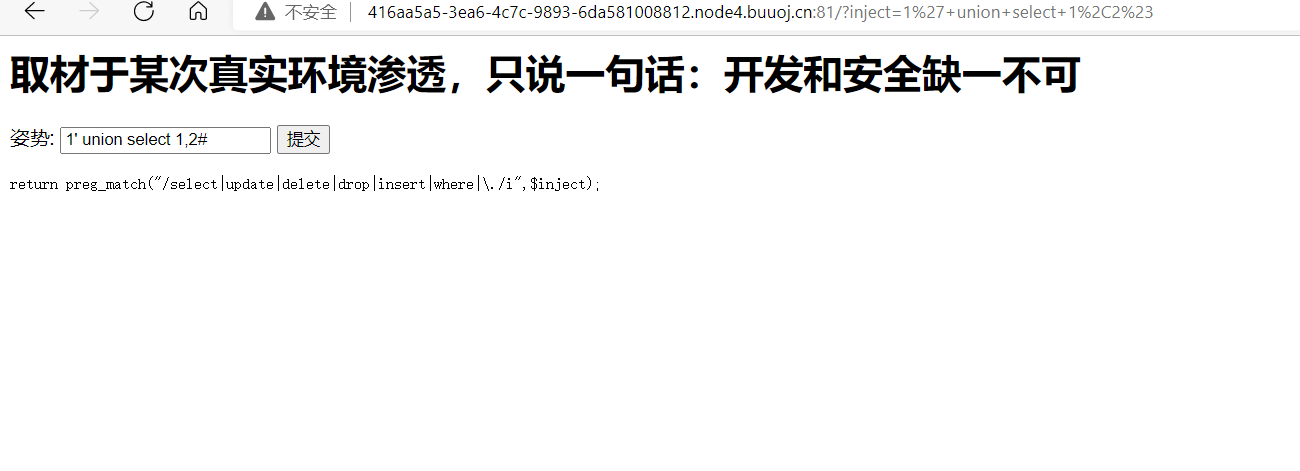 不安全 416aa5a5-3ea6-4c7c-9893-6da581008812.node4.buuoj.cn:81/?inject=1%27+union+select+1%2C2%23
取材于某次真实环境渗透，只说一句话：开发和安全缺一不可
姿势: 1' union select 1,2# 提交
return preg_match("/select|update|delete|drop|insert|where|\./i",$inject);